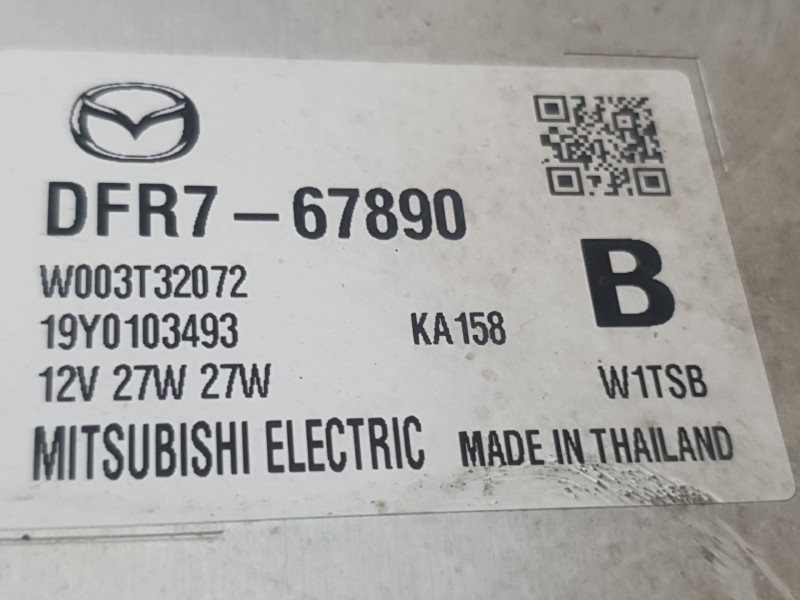 DFR7-67890
W003T32072
B
19Y0103493 KA158
12V 27W 27W W1TSB
MITSUBISHI ELECTRIC MADE IN THAILAND